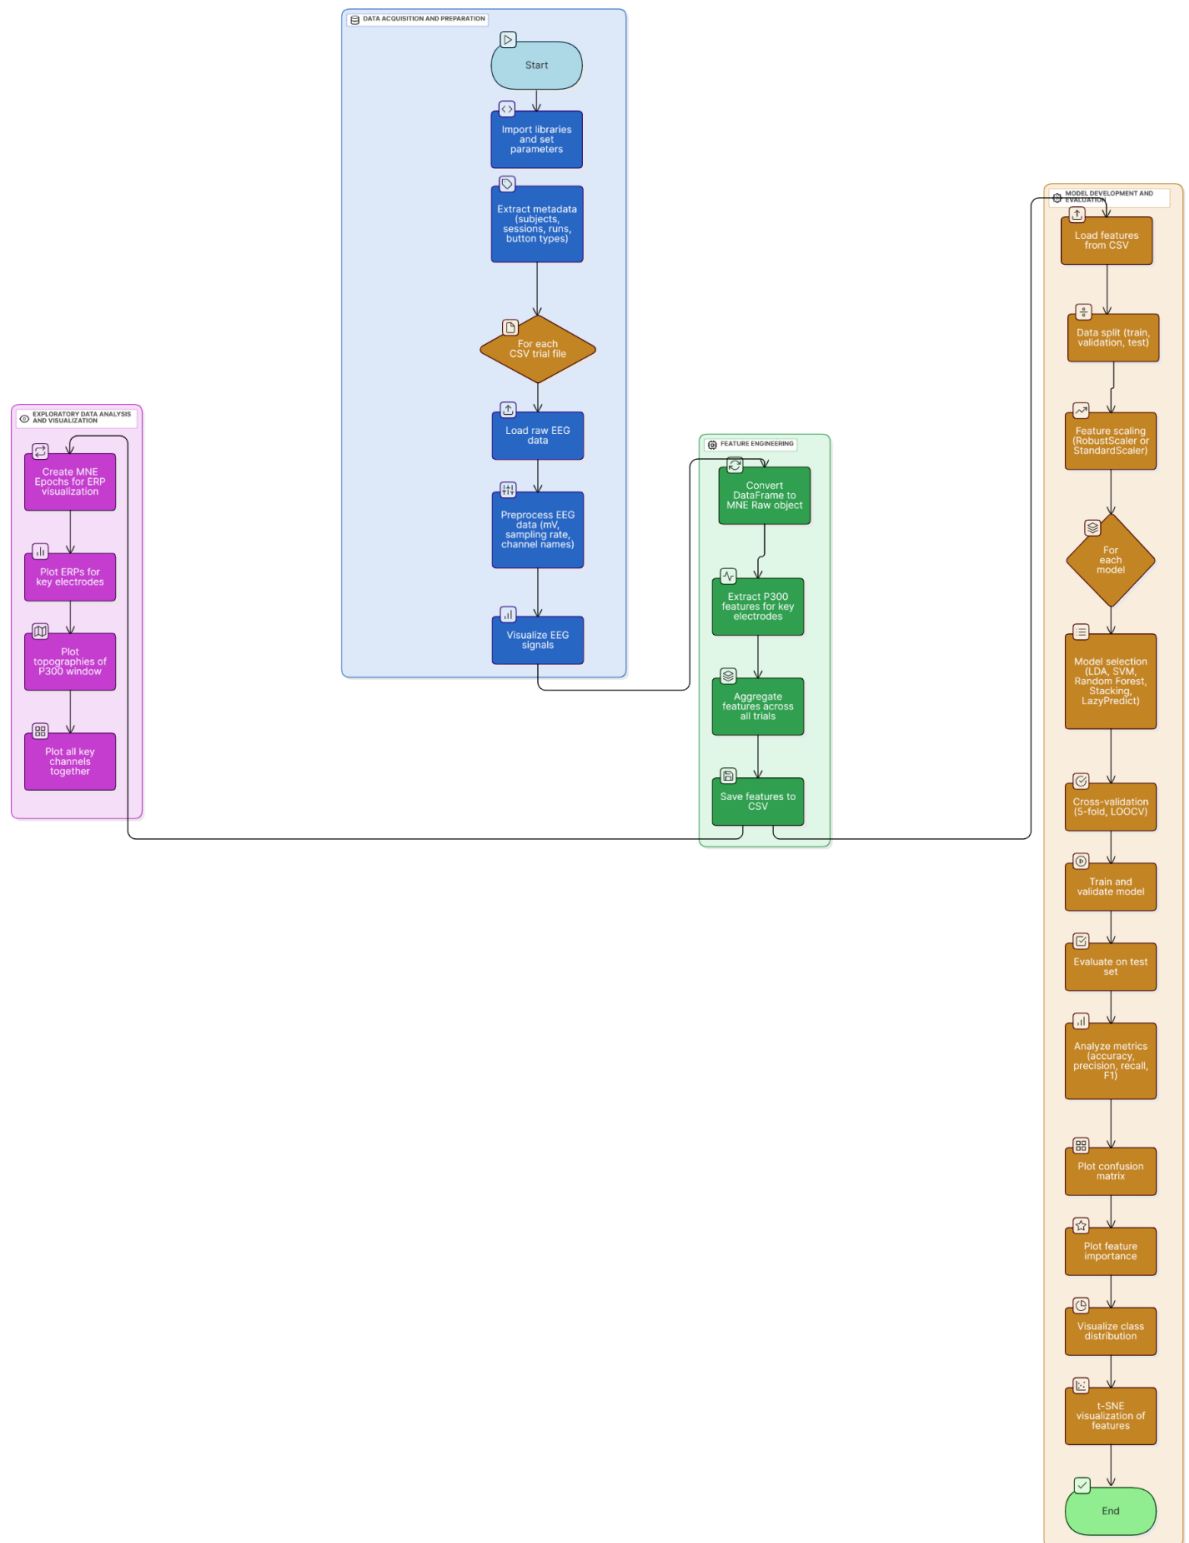 DATA ACQUISITION AND PREPARATION
Start
Import libraries
and set
parameters
Extract metadata
(subjects,
sessions, runs,
button types)
For each
CSV trial file
Load raw EEG
data
Preprocess EEG
data (mV,
sampling rate,
channel names)
Visualize EEG
signals
EXPLORATORY DATA ANALYSIS
AND VISUALIZATION
Create MNE
Epochs for ERP
visualization
Plot ERPs for
key electrodes
Plot
topographies of
P300 window
Plot all key
channels
together
FEATURE ENGINEERING
Convert
DataFrame to
MNE Raw object
Extract P300
features for key
electrodes
Aggregate
features across
all trials
Save features to
CSV
MODEL DEVELOPMENT AND
EVALUATION
Load features
from CSV
Data split (train,
validation, test)
Feature scaling
(RobustScaler or
StandardScaler)
For
each
model
Model selection
(LDA, SVM,
Random Forest,
Stacking,
LazyPredict)
Cross-validation
(5-fold, LOOCV)
Train and
validate model
Evaluate on test
set
Analyze metrics
(accuracy,
precision, recall,
F1)
Plot confusion
matrix
Plot feature
importance
Visualize class
distribution
t-SNE
visualization of
features
End